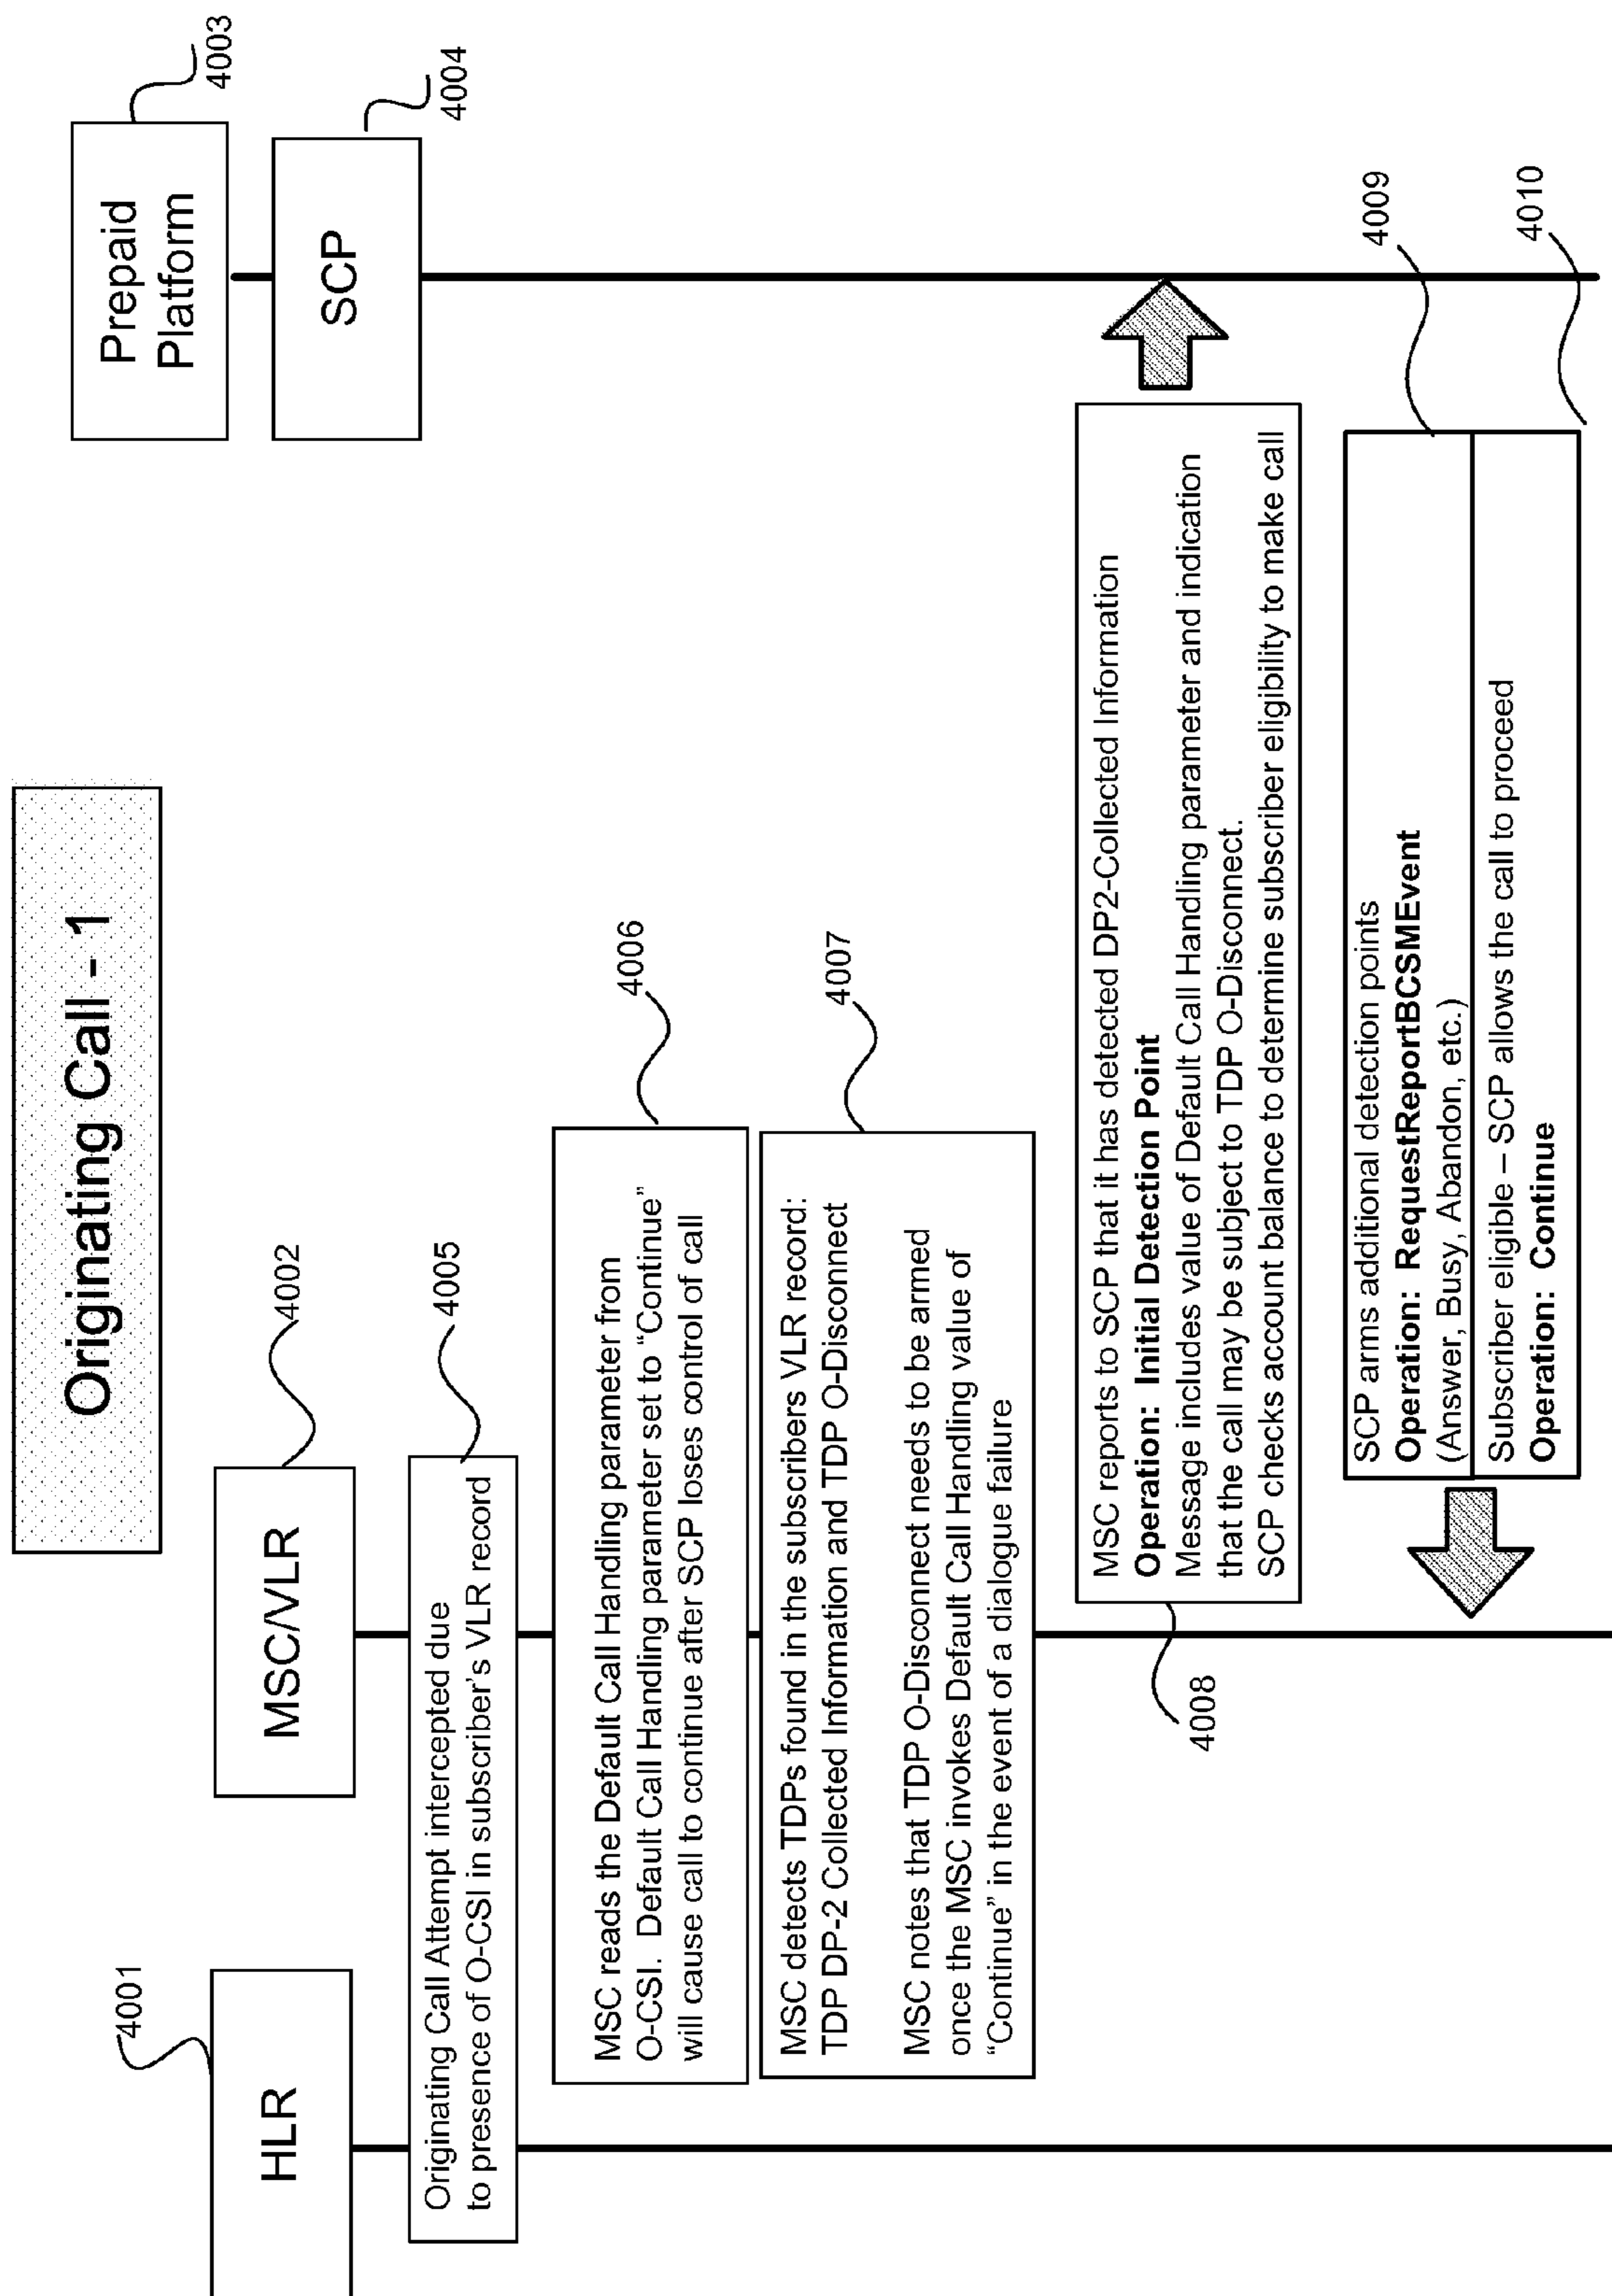 Originating Call - 1
4001
HLR
4002
MSC/VLR
4003
Prepaid
Platform
4004
SCP
4005
Originating Call Attempt intercepted due
to presence of O-CSI in subscriber's VLR record
4006
MSC reads the Default Call Handling parameter from
O-CSI. Default Call Handling parameter set to “Continue”
will cause call to continue after SCP loses control of call
4007
MSC detects TDPs found in the subscribers VLR record:
TDP DP-2 Collected Information and TDP O-Disconnect
MSC notes that TDP O-Disconnect needs to be armed
once the MSC invokes Default Call Handling value of
“Continue” in the event of a dialogue failure
4008
MSC reports to SCP that it has detected DP2-Collected Information
Operation: Initial Detection Point
Message includes value of Default Call Handling parameter and indication
that the call may be subject to TDP O-Disconnect.
SCP checks account balance to determine subscriber eligibility to make call
4009
SCP arms additional detection points
Operation: RequestReportBCSMEvent
(Answer, Busy, Abandon, etc.)
4010
Subscriber eligible – SCP allows the call to proceed
Operation: Continue